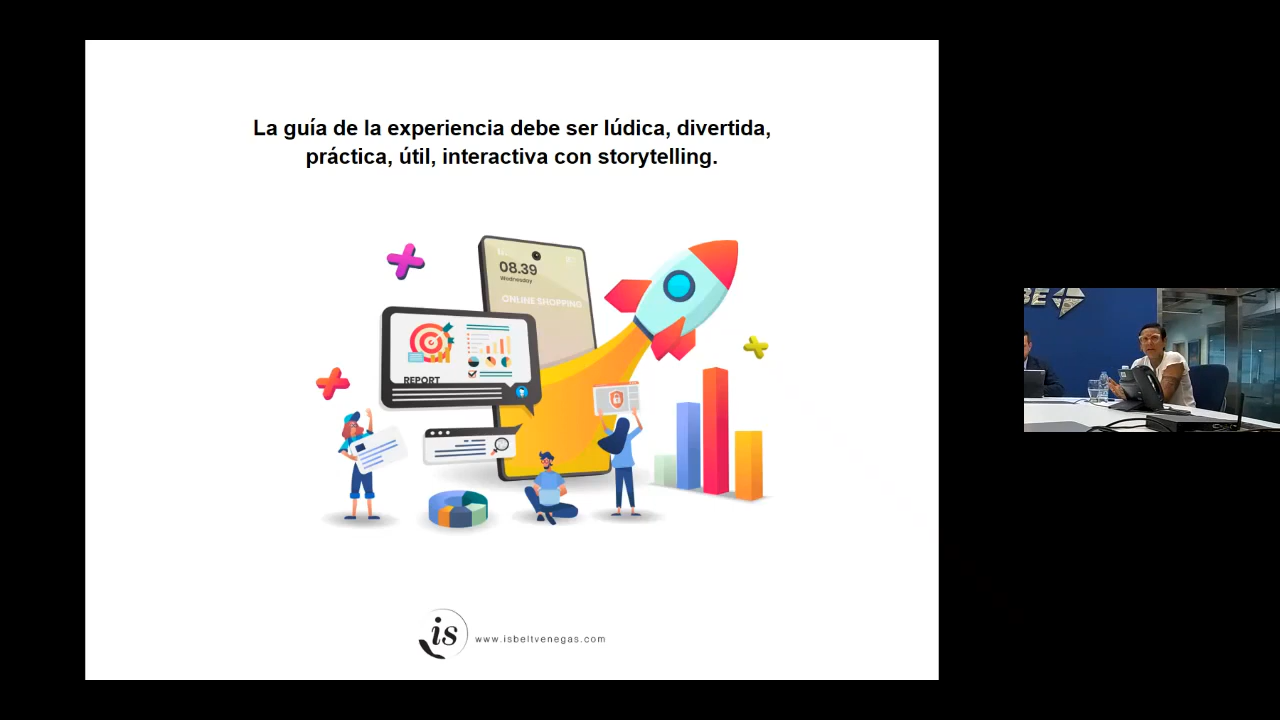 La guía de la experiencia debe ser lúdica, divertida,
práctica, útil, interactiva con storytelling.
08.39
Wednesday
ONLINE SHOPPING
REPORT
is
www.isbeltvenegas.com
BE